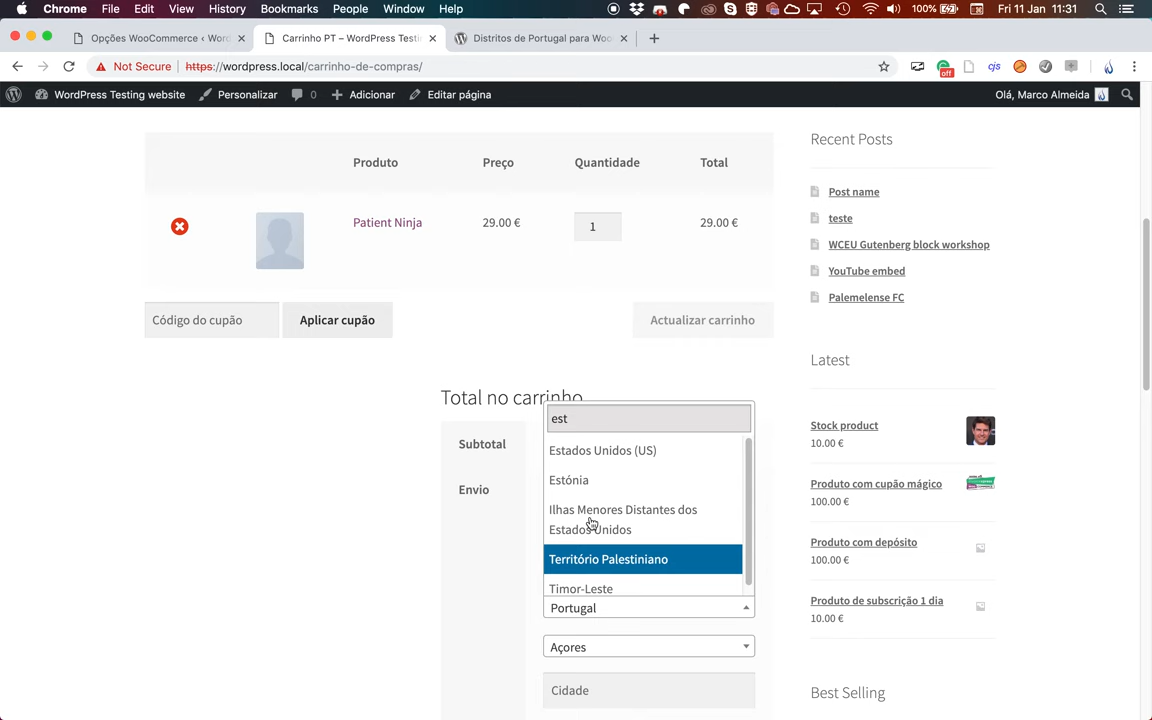 Chrome File Edit View History Bookmarks People Window Help 100% Fri 11 Jan 11:31
Opções WooCommerce ‹ Word Carrinho PT – WordPress Testin Distritos de Portugal para Woo
Not Secure https://wordpress.local/carrinho-de-compras/ off cjs
WordPress Testing website Personalizar 0 Adicionar Editar página Olá, Marco Almeida
Produto Preço Quantidade Total
Patient Ninja 29.00 € 1 29.00 €
Código do cupão Aplicar cupão Actualizar carrinho
Total no carrinho
Subtotal
Envio
est
Estados Unidos (US)
Estónia
Ilhas Menores Distantes dos
Estados Unidos
Território Palestiniano
Timor-Leste
Portugal
Açores
Cidade
Recent Posts
Post name
teste
WCEU Gutenberg block workshop
YouTube embed
Palemelense FC
Latest
Stock product
10.00 €
Produto com cupão mágico
100.00 €
Produto com depósito
100.00 €
Produto de subscrição 1 dia
10.00 €
Best Selling